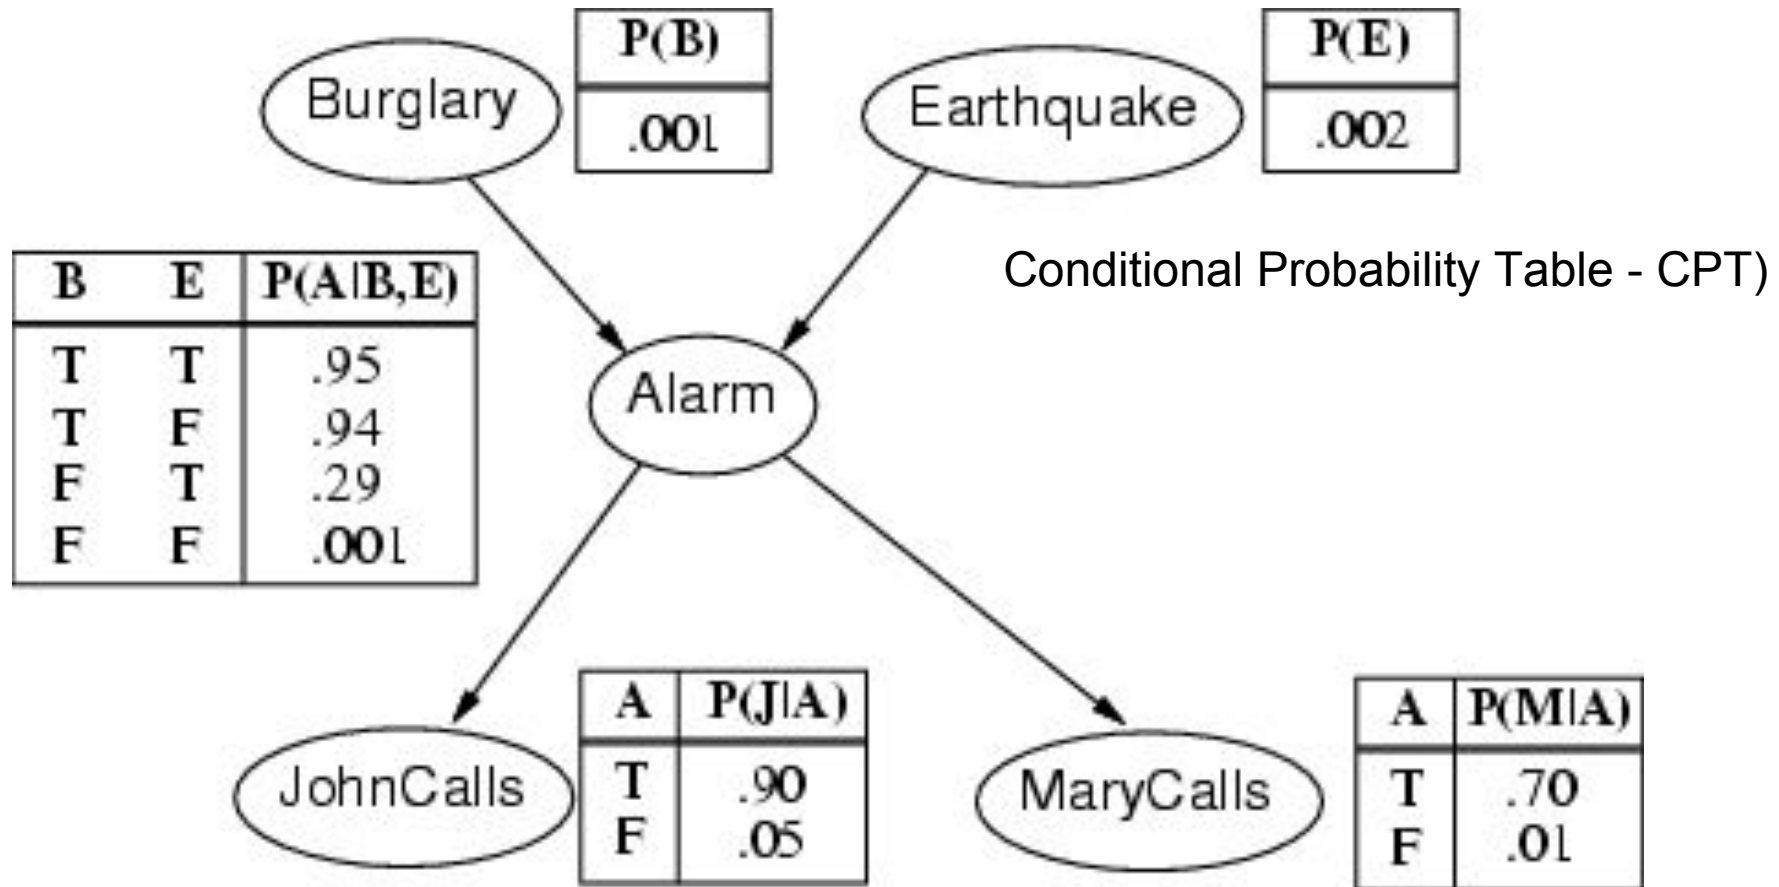 Burglary
P(B)
.001
Earthquake
P(E)
.002
Conditional Probability Table - CPT)
B E P(A|B,E)
T T .95
T F .94
F T .29
F F .001
Alarm
JohnCalls
A P(J|A)
T .90
F .05
MaryCalls
A P(M|A)
T .70
F .01